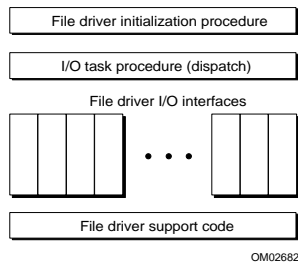 File driver initialization procedure
I/O task procedure (dispatch)
File driver I/O interfaces
File driver support code
OM02682